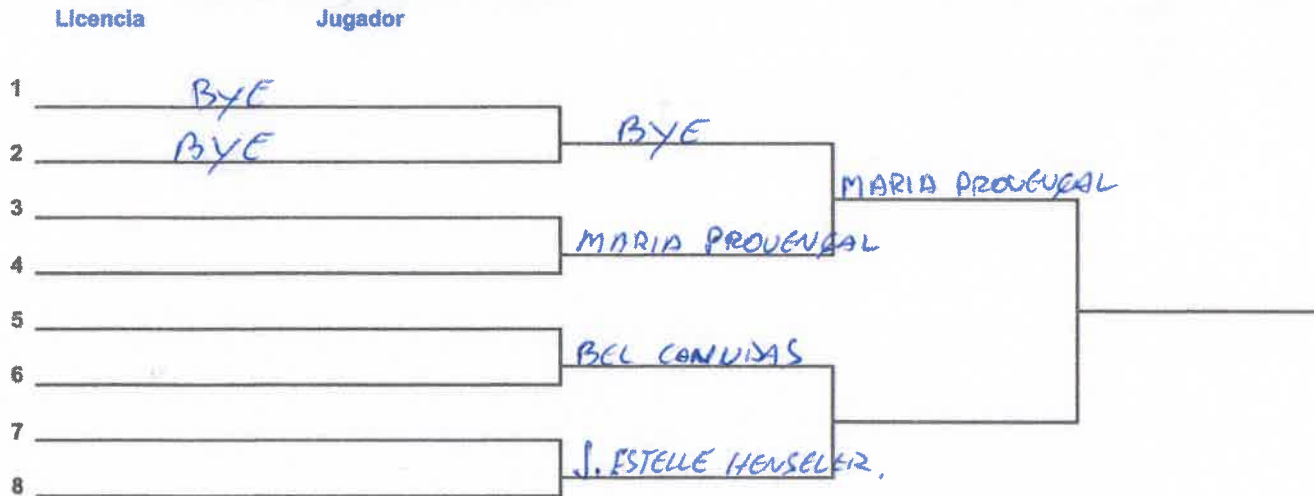 Licencia Jugador
1 BYE
2 BYE
BYE
MARIA PROVENÇAL
3
4 MARIA PROVENÇAL
5
6 BEL CANUDAS
7
8 J. ESTELLE HENSELER.